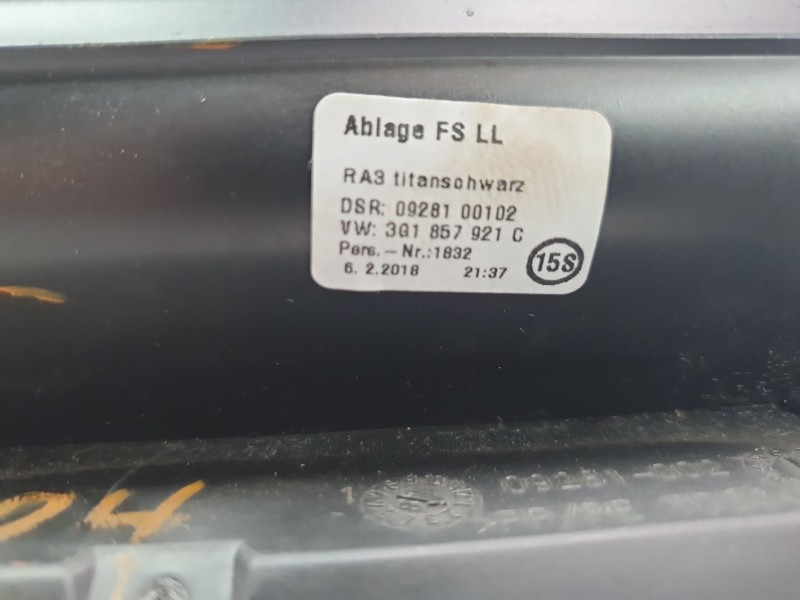 Ablage FS LL
RA3 titanschwarz
DSR: 09281 00102
VW: 3G1 857 921 C
Pers.-Nr.:1832
6. 2.2018 21:37
15S
04